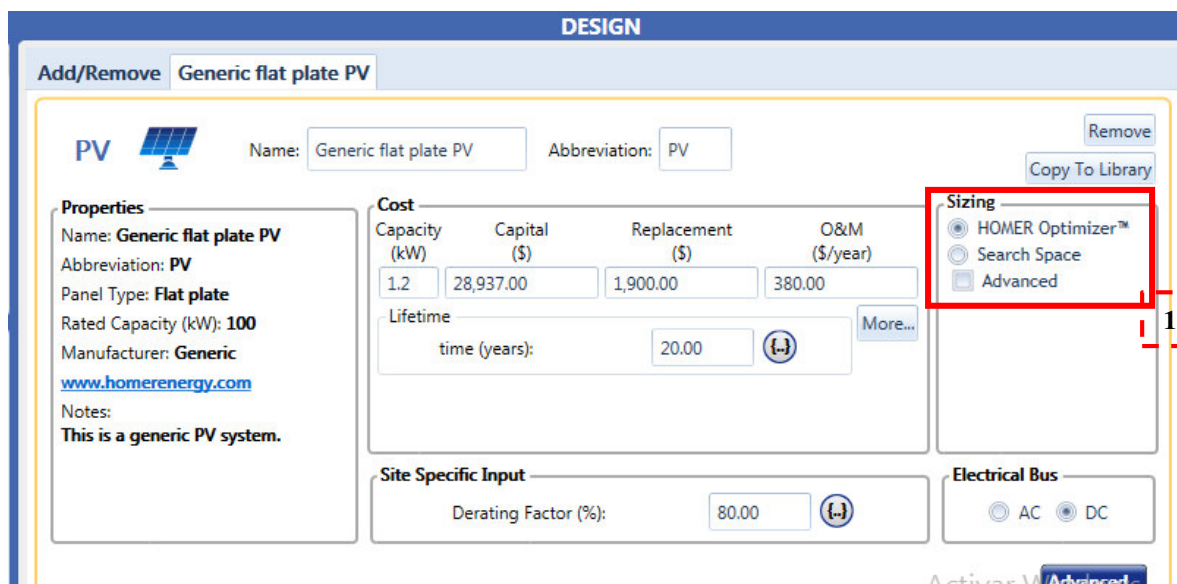 DESIGN
Add/Remove Generic flat plate PV
PV Name: Generic flat plate PV Abbreviation: PV
Remove
Copy To Library
Properties
Name: Generic flat plate PV
Abbreviation: PV
Panel Type: Flat plate
Rated Capacity (kW): 100
Manufacturer: Generic
www.homerenergy.com
Notes:
This is a generic PV system.
Cost
Capacity (kW) Capital ($) Replacement ($) O&M ($/year)
1.2 28,937.00 1,900.00 380.00
Lifetime
time (years): 20.00 {..}
More...
Sizing
HOMER Optimizer™
Search Space
Advanced
1
Site Specific Input
Derating Factor (%): 80.00 {..}
Electrical Bus
AC DC
Activar Advanced